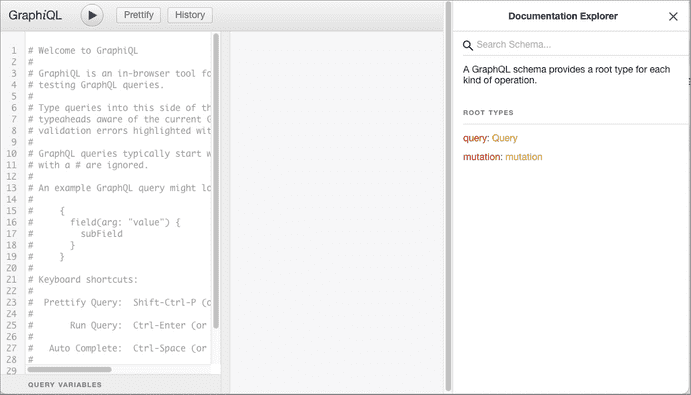 GraphiQL
Prettify
History
1 # Welcome to GraphiQL
2 #
3 # GraphiQL is an in-browser tool fo
4 # testing GraphQL queries.
5 #
6 # Type queries into this side of th
7 # typeaheads aware of the current G
8 # validation errors highlighted wit
9 #
10 # GraphQL queries typically start w
11 # with a # are ignored.
12 #
13 # An example GraphQL query might lo
14 #
15 #     {
16 #       field(arg: "value") {
17 #         subField
18 #       }
19 #     }
20 #
21 # Keyboard shortcuts:
22 #
23 #  Prettify Query:  Shift-Ctrl-P (o
24 #
25 #       Run Query:  Ctrl-Enter (or
26 #
27 #   Auto Complete:  Ctrl-Space (or
28 #
29
QUERY VARIABLES
Documentation Explorer
Search Schema...
A GraphQL schema provides a root type for each
kind of operation.
ROOT TYPES
query: Query
mutation: mutation